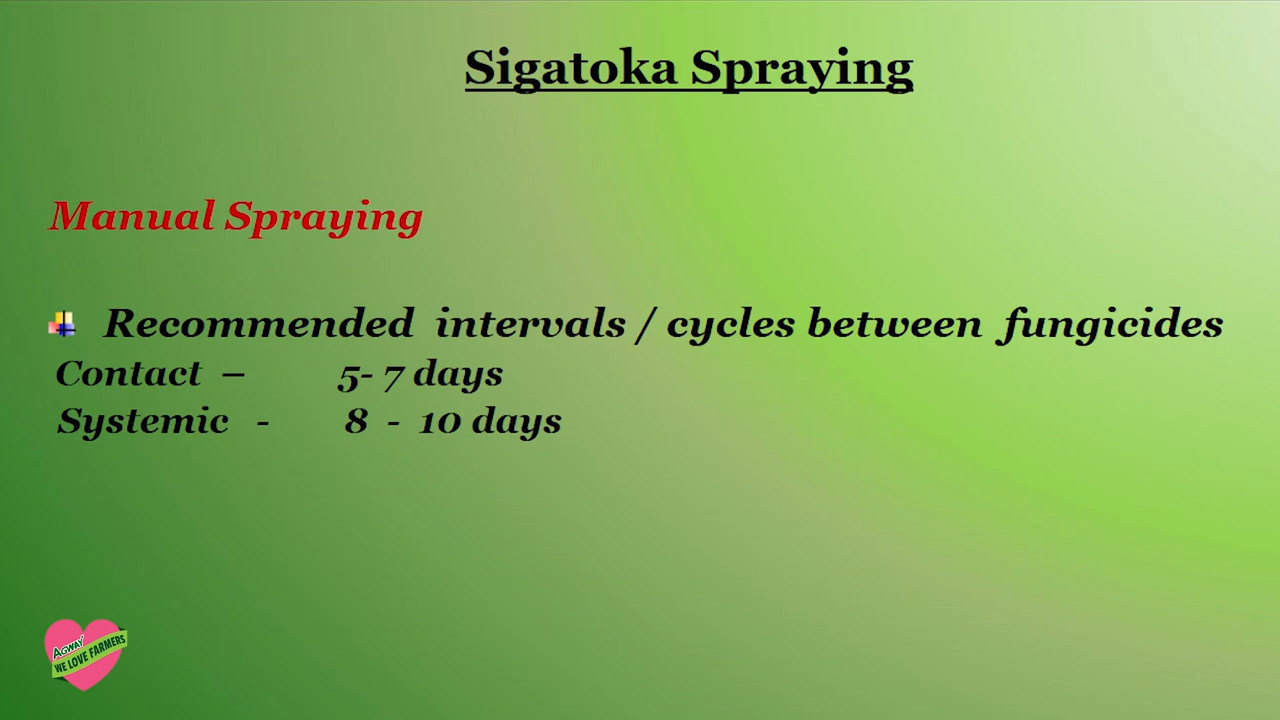 Sigatoka Spraying
Manual Spraying
Recommended intervals / cycles between fungicides
Contact – 5- 7 days
Systemic - 8 - 10 days
AGWAY
WE LOVE FARMERS